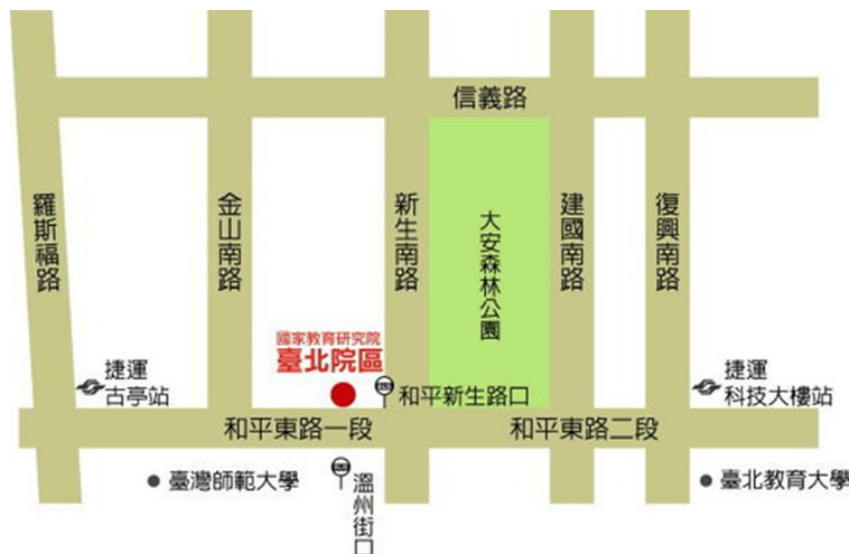 信義路
羅斯福路
金山南路
新生南路
大安森林公園
建國南路
復興南路
國家教育研究院
臺北院區
捷運
古亭站
和平新生路口
捷運
科技大樓站
和平東路一段
和平東路二段
臺灣師範大學
溫州街口
臺北教育大學